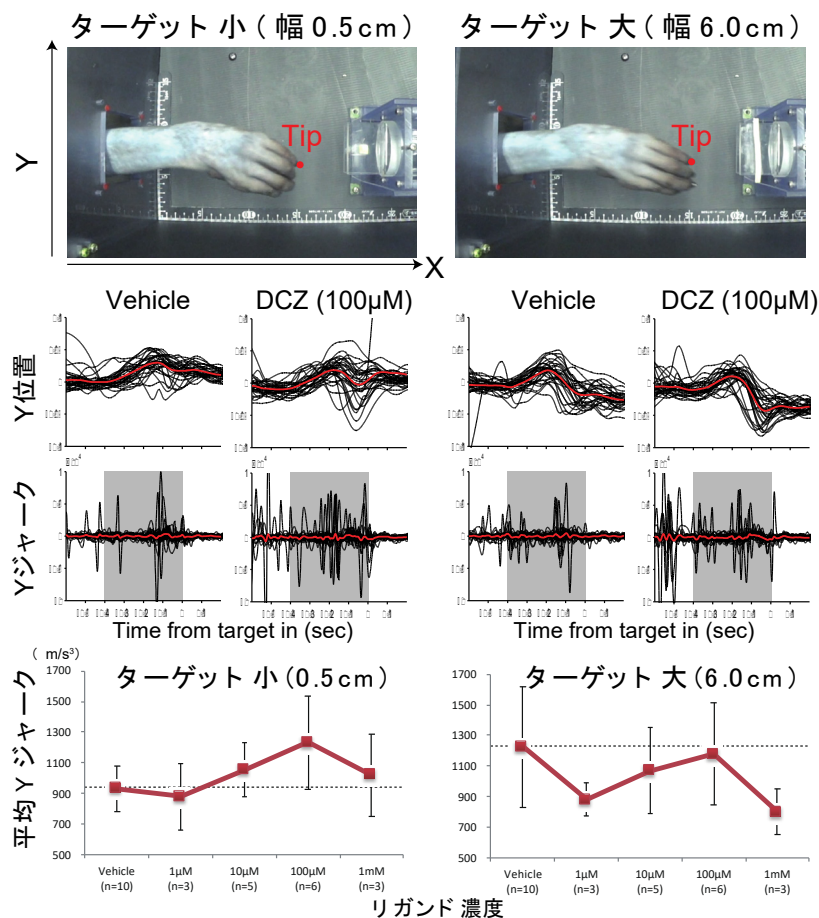 ターゲット 小 ( 幅 0.5cm)
ターゲット 大 ( 幅 6.0cm)
Y
Tip
Tip
X
Vehicle
DCZ (100µM)
Vehicle
DCZ (100µM)
Y位置
Yジャーク
Time from target in (sec)
Time from target in (sec)
( m/s³)
平均 Y ジャーク
ターゲット 小 (0.5cm)
1700
1500
1300
1100
900
700
500
Vehicle
(n=10)
1µM
(n=3)
10µM
(n=5)
100µM
(n=6)
1mM
(n=3)
ターゲット 大 (6.0cm)
1700
1500
1300
1100
900
700
500
Vehicle
(n=10)
1µM
(n=3)
10µM
(n=5)
100µM
(n=6)
1mM
(n=3)
リガンド 濃度